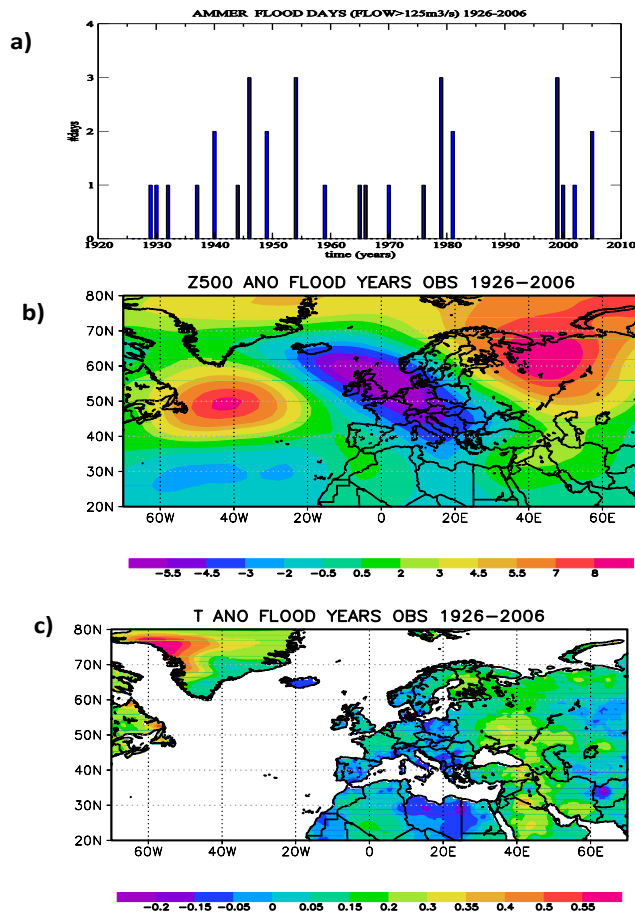 AMMER FLOOD DAYS (FLOW>125m3/s) 1926-2006
a)
4
3
2
1
0
#days
1920 1930 1940 1950 1960 1970 1980 1990 2000 2010
time (years)
Z500 ANO FLOOD YEARS OBS 1926-2006
b)
80N
70N
60N
50N
40N
30N
20N
60W 40W 20W 0 20E 40E 60E
-5.5 -4.5 -3 -2 -0.5 0.5 2 3 4.5 5.5 7 8
T ANO FLOOD YEARS OBS 1926-2006
c)
80N
70N
60N
50N
40N
30N
20N
60W 40W 20W 0 20E 40E 60E
-0.2 -0.15 -0.05 0 0.05 0.15 0.2 0.3 0.35 0.4 0.5 0.55